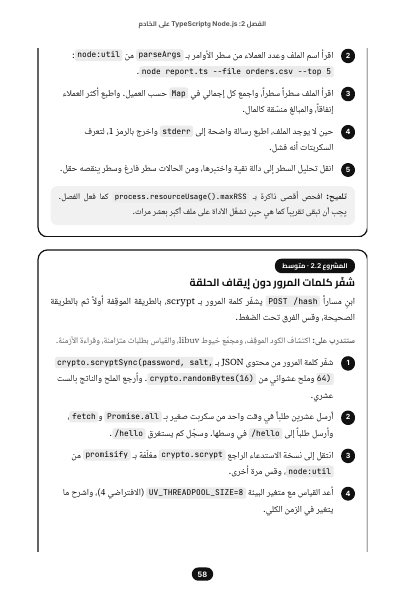 الفصل 2: Node.js وTypeScript على الخادم
2 اقرأ اسم الملف وعدد العملاء من سطر الأوامر بـ parseArgs من node:util :
node report.ts --file orders.csv --top 5 .
3 اقرأ الملف سطراً سطراً، واجمع كل إجمالي في Map حسب العميل. واطبع أكثر العملاء
إنفاقاً، والمبالغ منسّقة كالمال.
4 حين لا يوجد الملف، اطبع رسالة واضحة إلى stderr واخرج بالرمز 1، لتعرف
السكربتات أنه فشل.
5 انقل تحليل السطر إلى دالة نقية واختبرها، ومن الحالات سطر فارغ وسطر ينقصه حقل.
تلميح: افحص أقصى ذاكرة بـ process.resourceUsage().maxRSS كما فعل الفصل.
يجب أن تبقى تقريباً كما هي حين تشغّل الأداة على ملف أكبر بعشر مرات.
المشروع 2.2 · متوسط
شفّر كلمات المرور دون إيقاف الحلقة
ابنِ مساراً POST /hash يشفّر كلمة المرور بـ scrypt، بالطريقة الموقِفة أولاً ثم بالطريقة
الصحيحة، وقس الفرق تحت الضغط.
ستتدرب على: اكتشاف الكود الموقِف، ومجمّع خيوط libuv، والقياس بطلبات متزامنة، وقراءة الأزمنة.
1 شفّر كلمة المرور من محتوى JSON بـ crypto.scryptSync(password, salt,
64) وملح عشوائي من crypto.randomBytes(16) . وأرجع الملح والناتج بالست
عشري.
2 أرسل عشرين طلباً في وقت واحد من سكربت صغير بـ Promise.all و fetch ،
وأرسل طلباً إلى /hello في وسطها. وسجّل كم يستغرق /hello .
3 انتقل إلى نسخة الاستدعاء الراجع crypto.scrypt مغلّفة بـ promisify من
node:util ، وقس مرة أخرى.
4 أعد القياس مع متغير البيئة UV_THREADPOOL_SIZE=8 (الافتراضي 4)، واشرح ما
يتغير في الزمن الكلي.
58